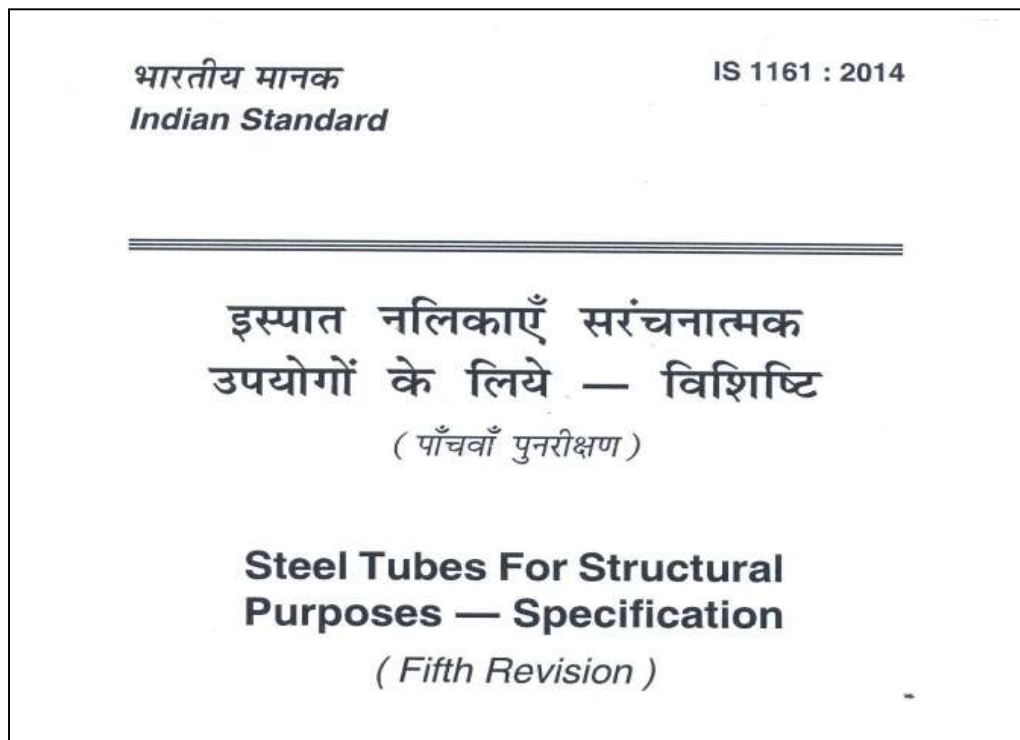 भारतीय मानक
Indian Standard
IS 1161 : 2014
इस्पात नलिकाएँ सरंचनात्मक
उपयोगों के लिये — विशिष्टि
( पाँचवाँ पुनरीक्षण )
Steel Tubes For Structural
Purposes — Specification
( Fifth Revision )